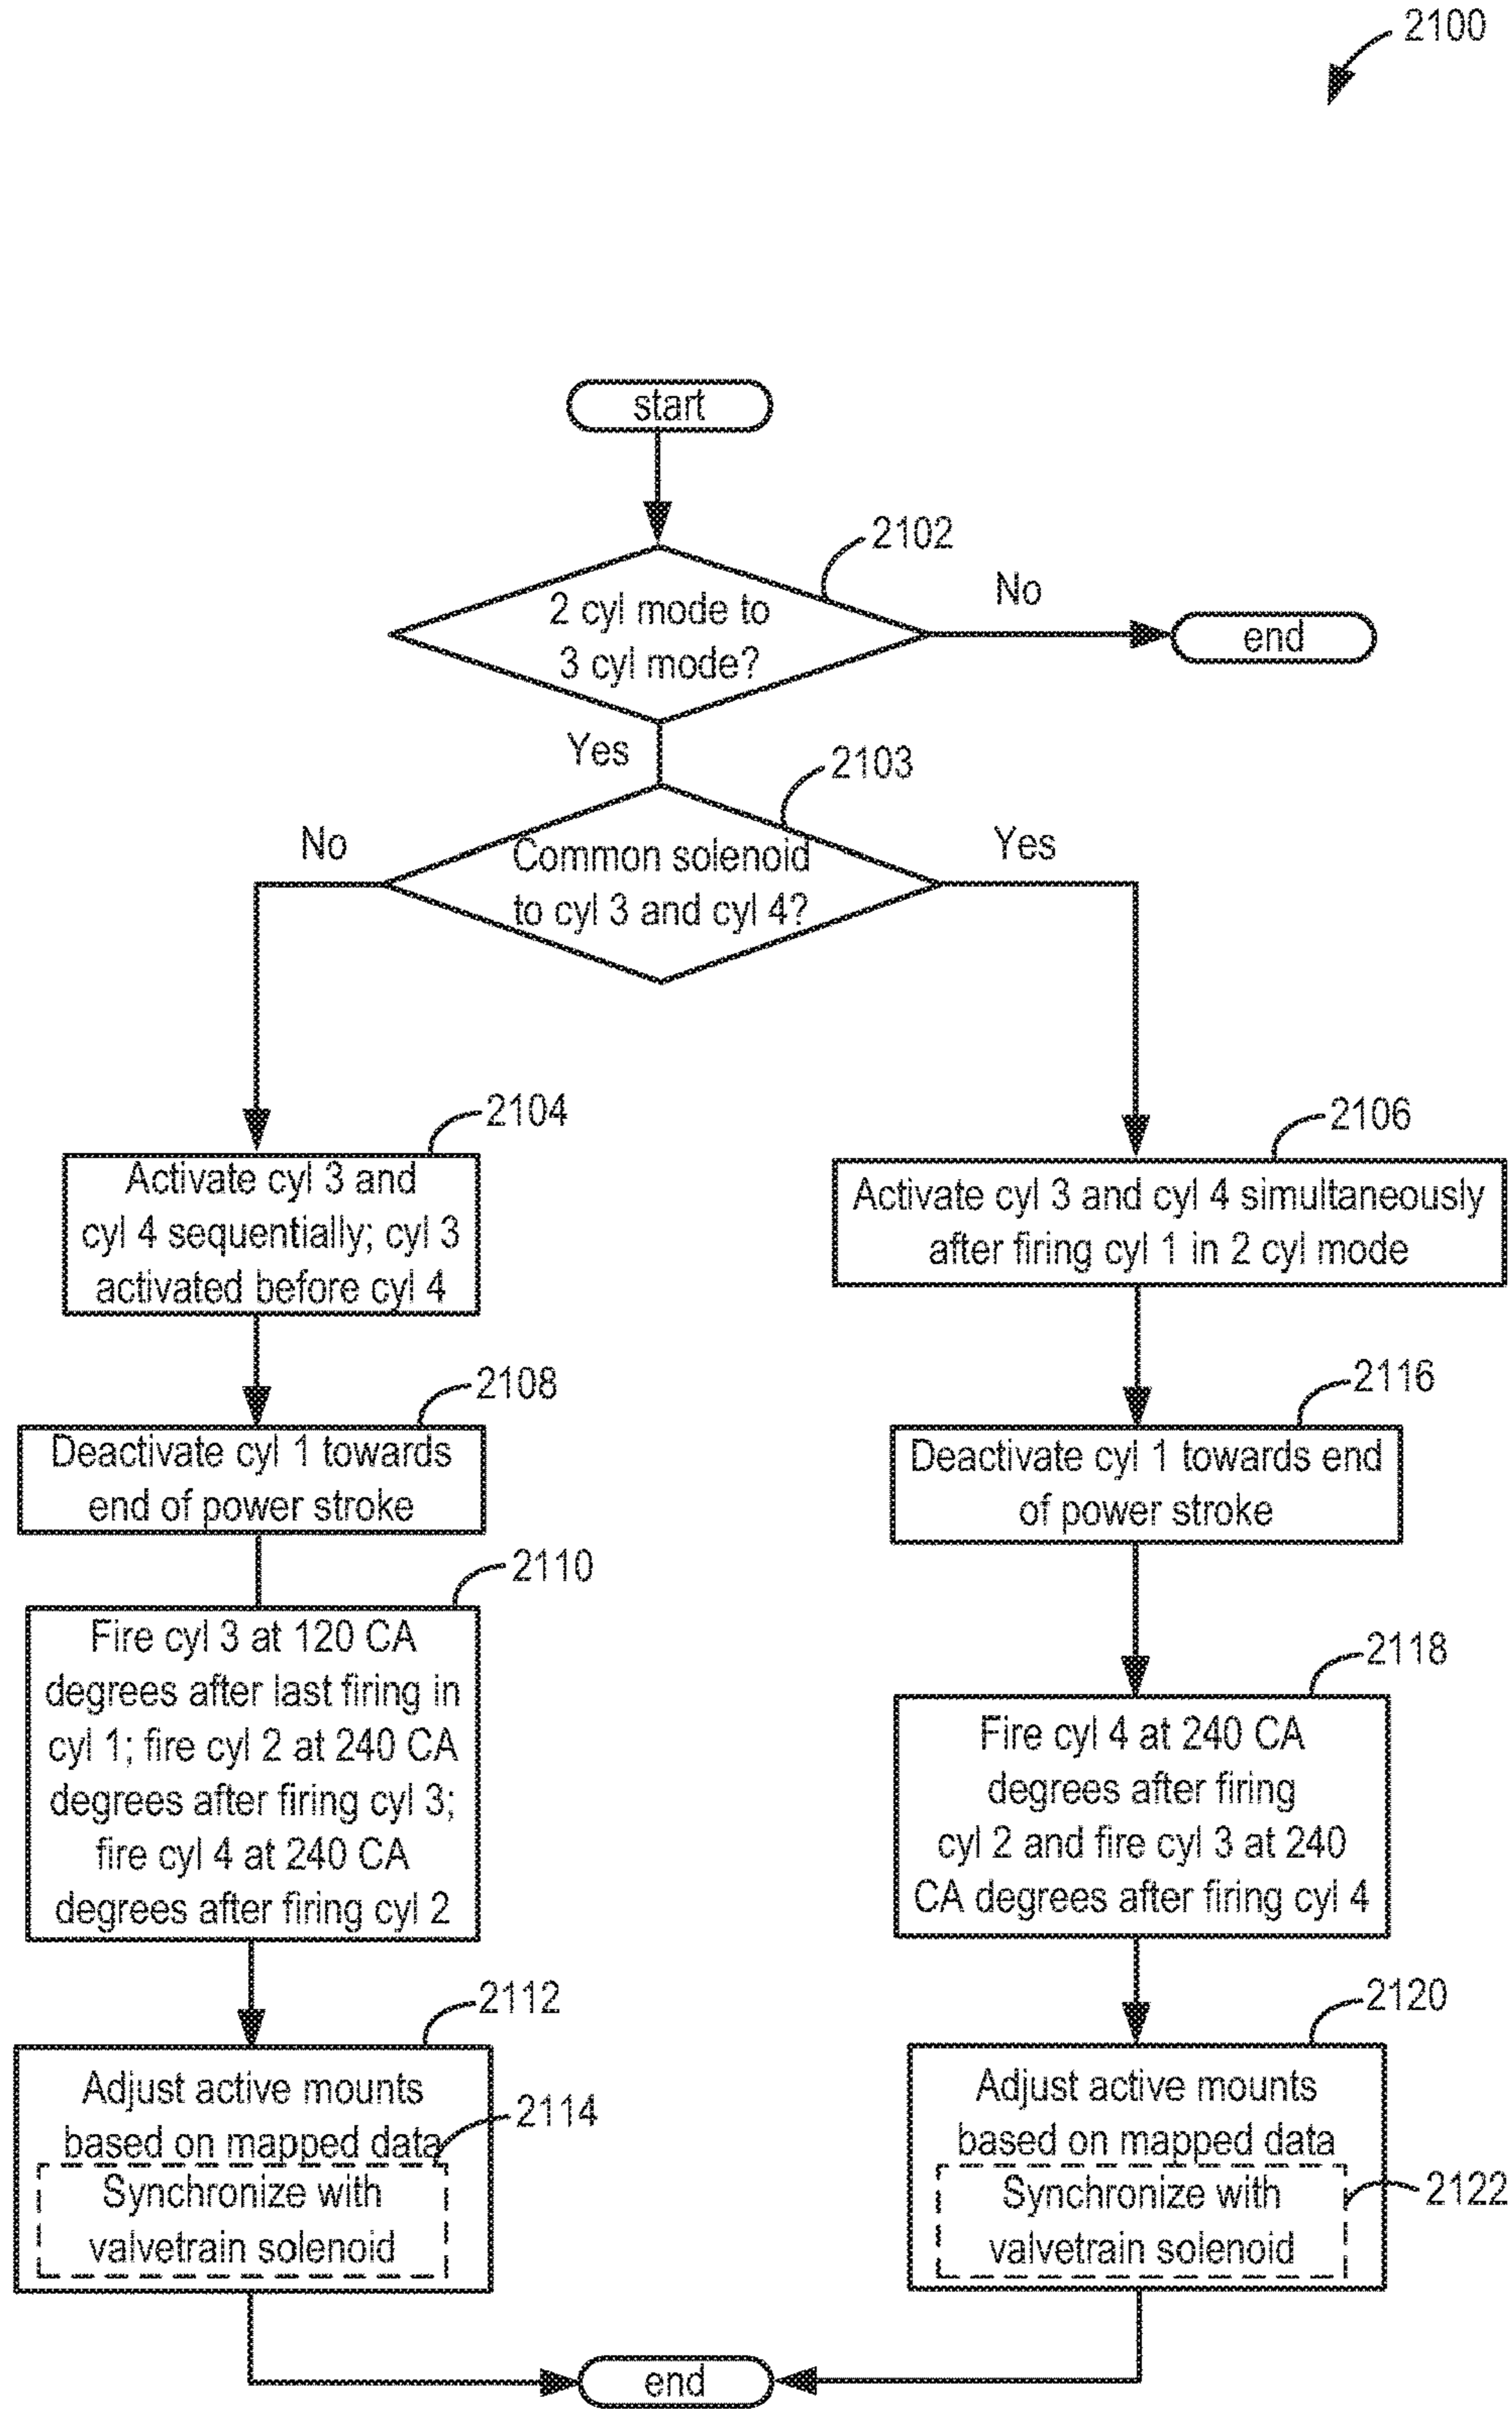 2100
start
2102
2 cyl mode to
3 cyl mode?
No
end
Yes
2103
Common solenoid
to cyl 3 and cyl 4?
No
Yes
2104
Activate cyl 3 and
cyl 4 sequentially; cyl 3
activated before cyl 4
2106
Activate cyl 3 and cyl 4 simultaneously
after firing cyl 1 in 2 cyl mode
2108
Deactivate cyl 1 towards
end of power stroke
2116
Deactivate cyl 1 towards end
of power stroke
2110
Fire cyl 3 at 120 CA
degrees after last firing in
cyl 1; fire cyl 2 at 240 CA
degrees after firing cyl 3;
fire cyl 4 at 240 CA
degrees after firing cyl 2
2118
Fire cyl 4 at 240 CA
degrees after firing
cyl 2 and fire cyl 3 at 240
CA degrees after firing cyl 4
2112
Adjust active mounts
based on mapped data
2114
Synchronize with
valvetrain solenoid
2120
Adjust active mounts
based on mapped data
2122
Synchronize with
valvetrain solenoid
end